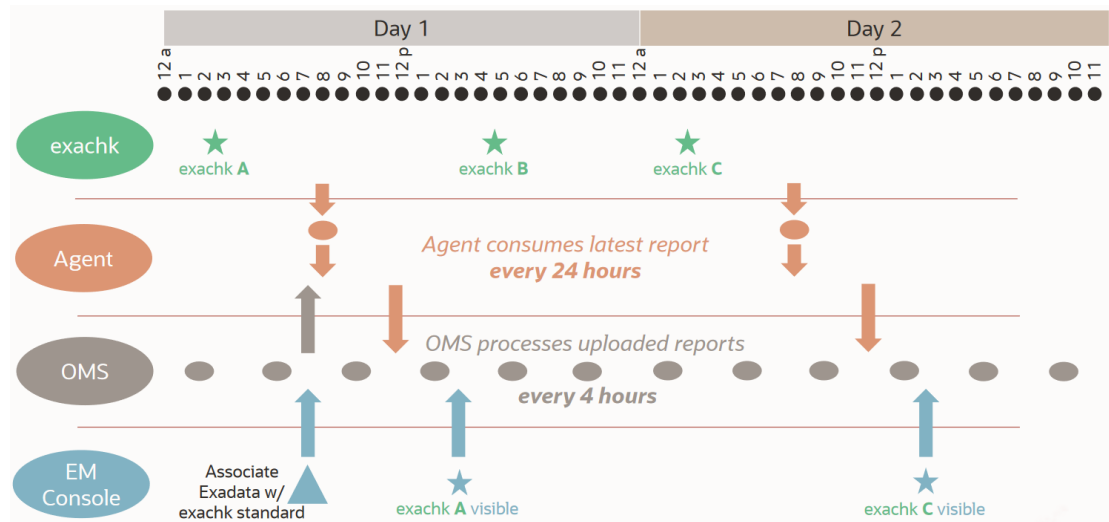 Day 1
Day 2
12 a 1 2 3 4 5 6 7 8 9 10 11 12 p 1 2 3 4 5 6 7 8 9 10 11 12 a 1 2 3 4 5 6 7 8 9 10 11 12 p 1 2 3 4 5 6 7 8 9 10 11
exachk
exachk A
exachk B
exachk C
Agent
Agent consumes latest report
every 24 hours
OMS processes uploaded reports
OMS
every 4 hours
EM
Console
Associate
Exadata w/
exachk standard
exachk A visible
exachk C visible